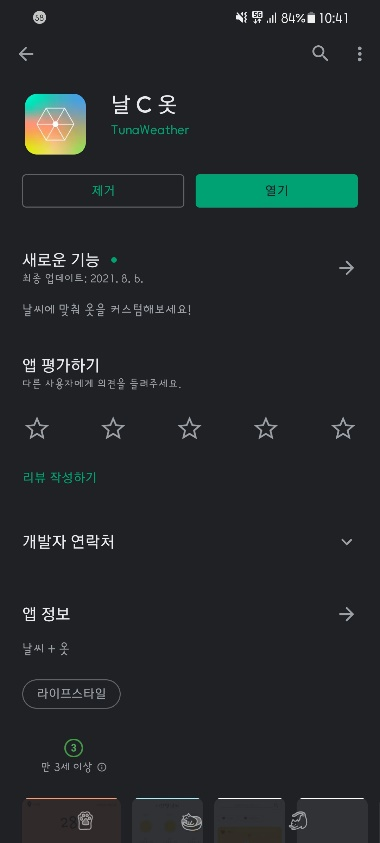 58 5G 84% 10:41
날 C 옷
TunaWeather
제거 열기
새로운 기능
최종 업데이트: 2021. 8. 6.
날씨에 맞춰 옷을 커스텀해보세요!
앱 평가하기
다른 사용자에게 의견을 들려주세요.
리뷰 작성하기
개발자 연락처
앱 정보
날씨 + 옷
라이프스타일
3
만 3세 이상